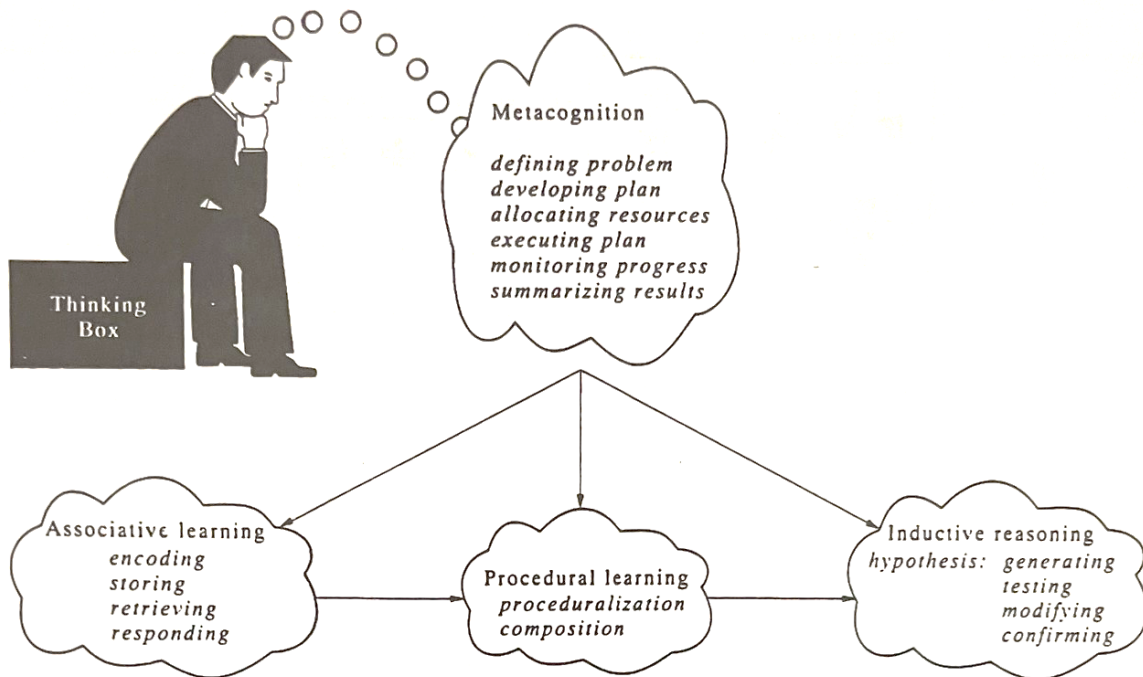 Thinking
Box
Metacognition
defining problem
developing plan
allocating resources
executing plan
monitoring progress
summarizing results
Associative learning
encoding
storing
retrieving
responding
Procedural learning
proceduralization
composition
Inductive reasoning
hypothesis: generating
testing
modifying
confirming